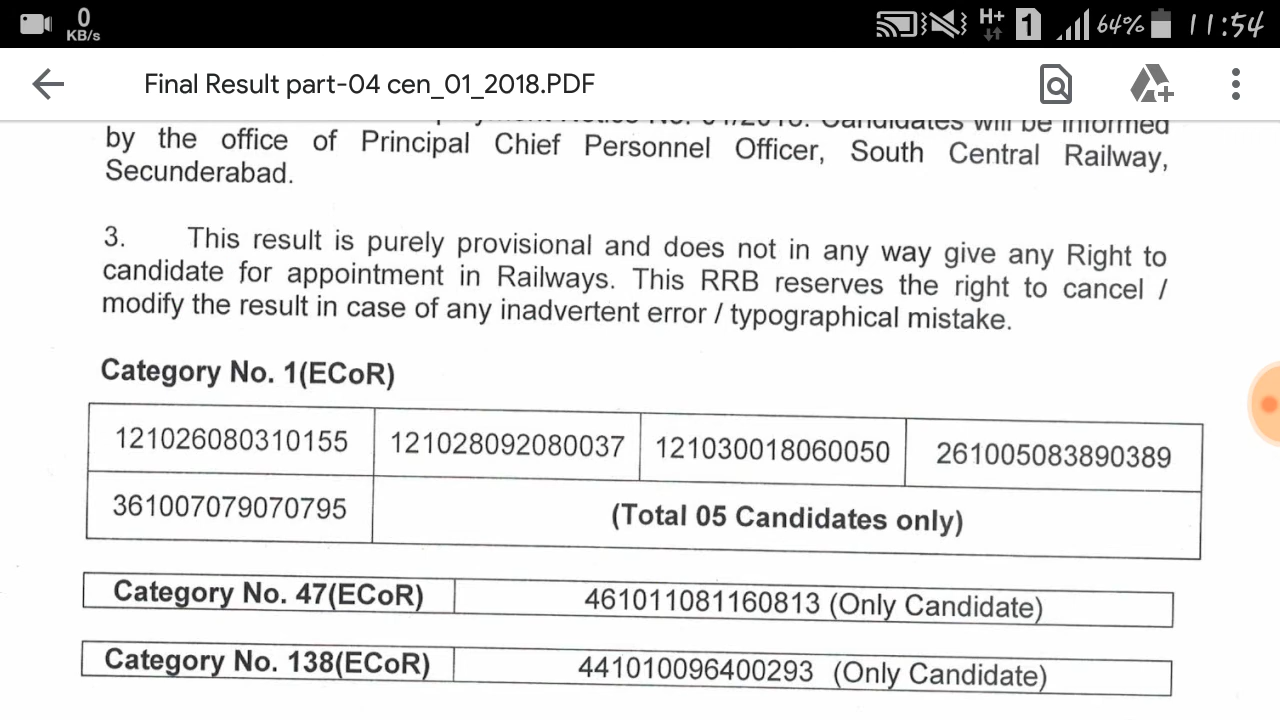 0
KB/s
H+
1
64%
11:54
Final Result part-04 cen_01_2018.PDF
Candidates will be informed
by the office of Principal Chief Personnel Officer, South Central Railway,
Secunderabad.
3. This result is purely provisional and does not in any way give any Right to
candidate for appointment in Railways. This RRB reserves the right to cancel /
modify the result in case of any inadvertent error / typographical mistake.
Category No. 1(ECoR)
121026080310155 121028092080037 121030018060050 261005083890389
361007079070795 (Total 05 Candidates only)
Category No. 47(ECoR) 461011081160813 (Only Candidate)
Category No. 138(ECoR) 441010096400293 (Only Candidate)